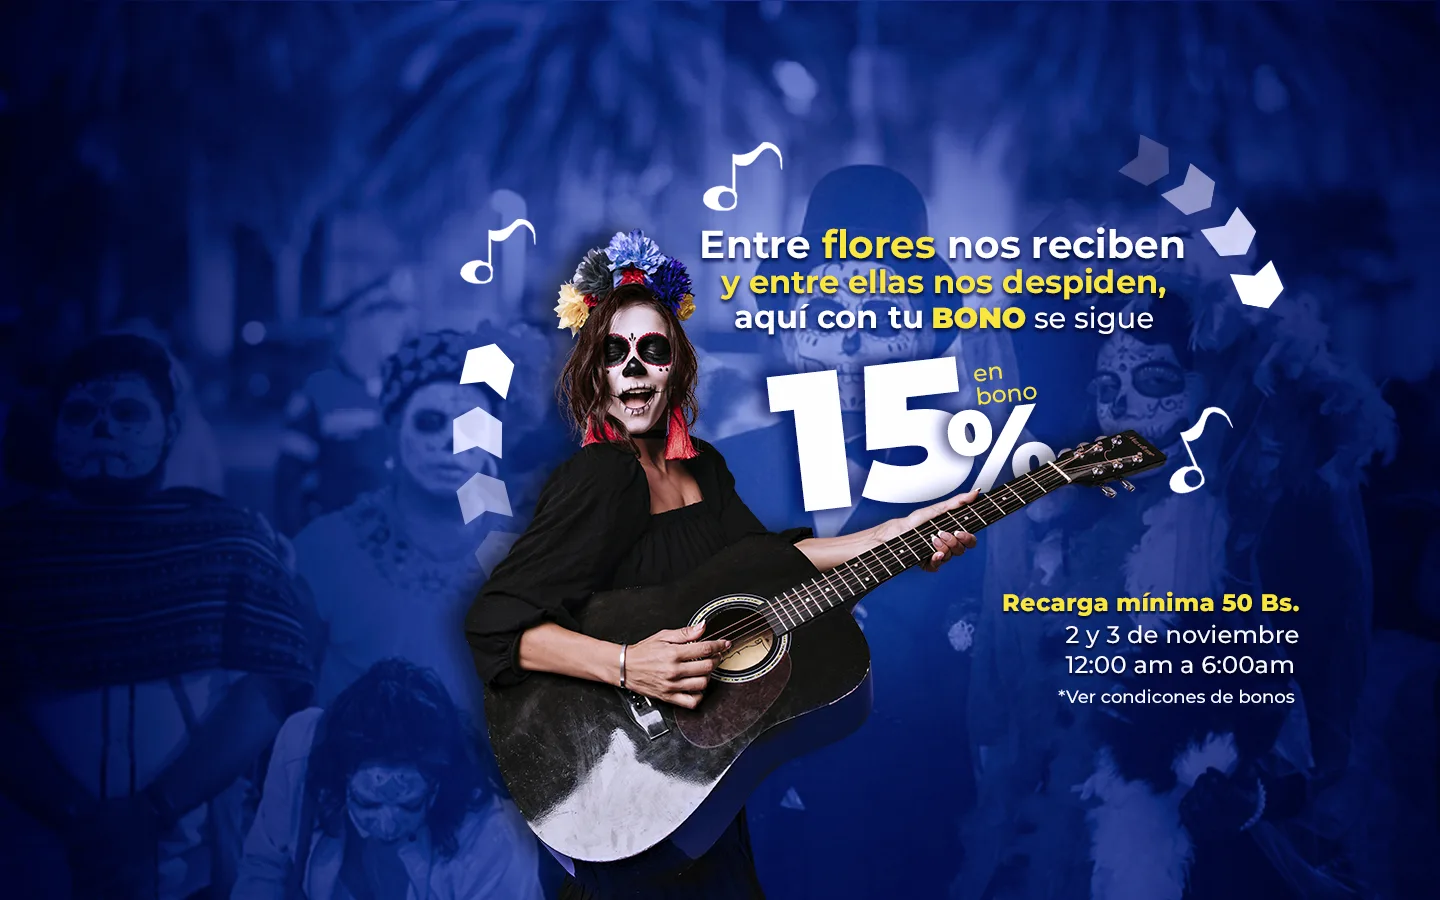 Entre flores nos reciben
y entre ellas nos despiden,
aquí con tu BONO se sigue
15%
en
bono
Recarga mínima 50 Bs.
2 y 3 de noviembre
12:00 am a 6:00am
*Ver condicones de bonos